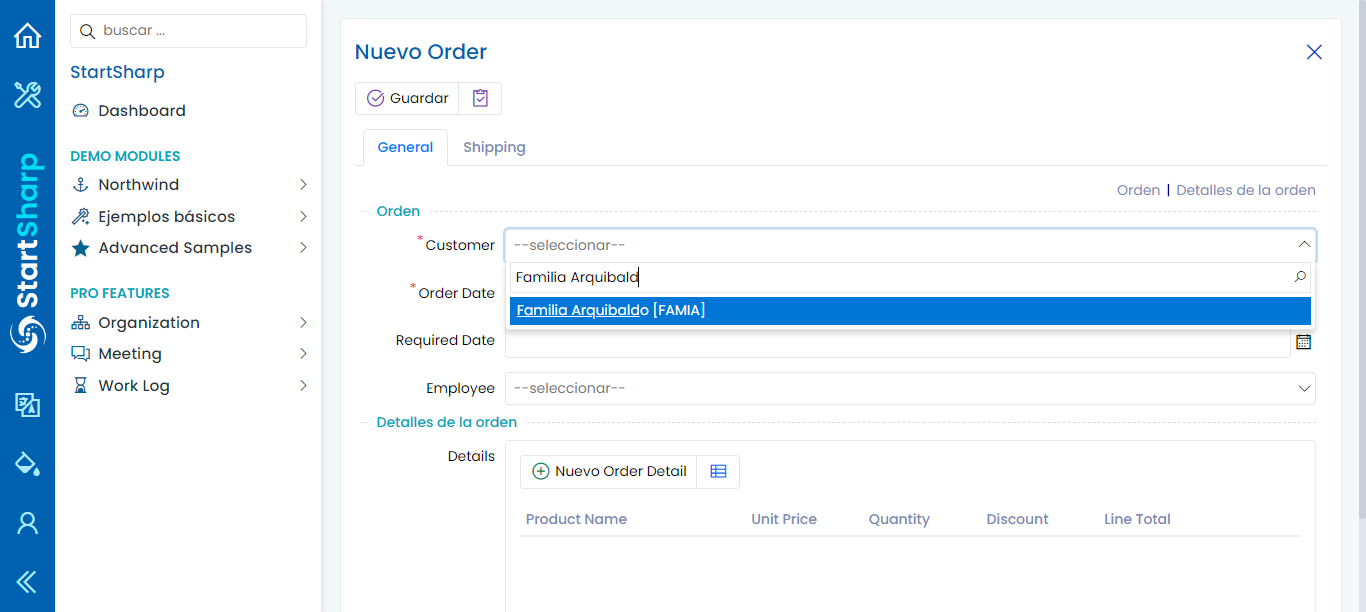 buscar ...
StartSharp
Dashboard
DEMO MODULES
Northwind
Ejemplos básicos
Advanced Samples
PRO FEATURES
Organization
Meeting
Work Log
StartSharp
Nuevo Order
Guardar
General
Shipping
Orden | Detalles de la orden
Orden
*Customer
--seleccionar--
Familia Arquibald
Familia Arquibaldo [FAMIA]
*Order Date
Required Date
Employee
--seleccionar--
Detalles de la orden
Details
Nuevo Order Detail
Product Name Unit Price Quantity Discount Line Total